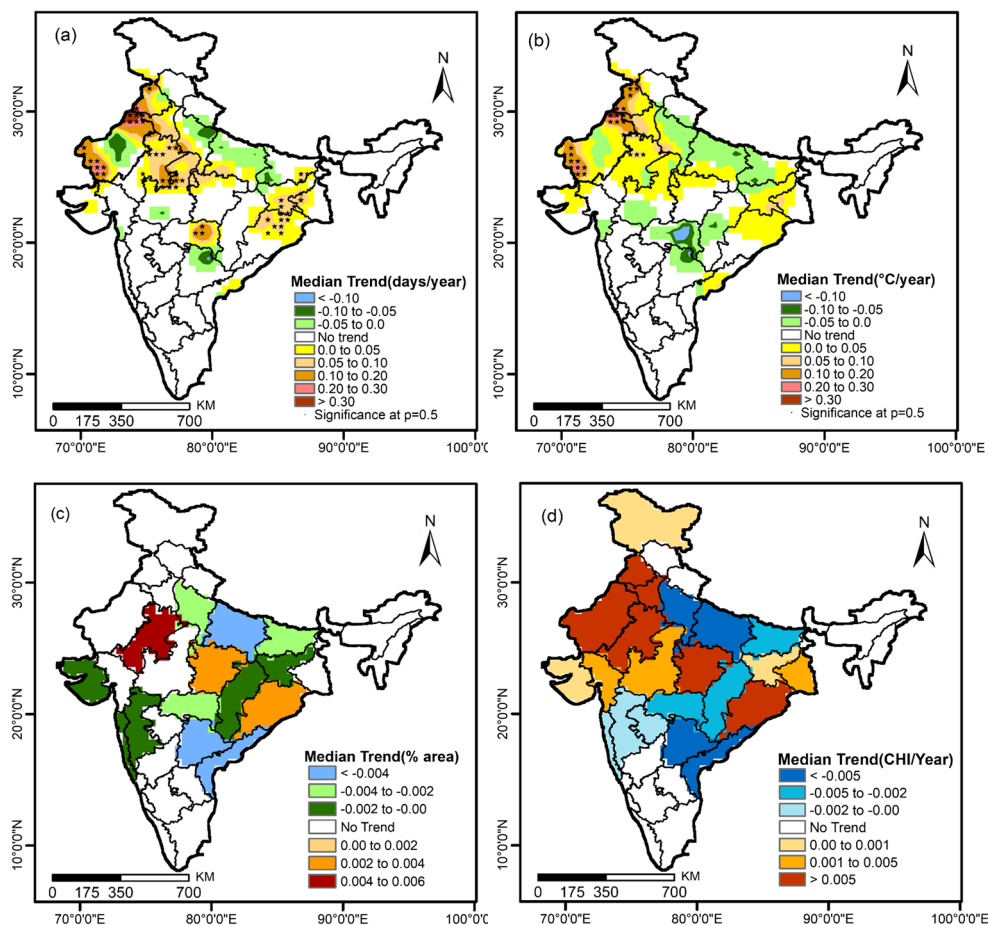 (a)
N
30°0'0"N
20°0'0"N
10°0'0"N
Median Trend(days/year)
< -0.10
-0.10 to -0.05
-0.05 to 0.0
No trend
0.0 to 0.05
0.05 to 0.10
0.10 to 0.20
0.20 to 0.30
> 0.30
Significance at p=0.5
KM
0 175 350 700
70°0'0"E 80°0'0"E 90°0'0"E 100°0'0
(b)
N
Median Trend(°C/year)
< -0.10
-0.10 to -0.05
-0.05 to 0.0
No trend
0.0 to 0.05
0.05 to 0.10
0.10 to 0.20
0.20 to 0.30
> 0.30
Significance at p=0.5
KM
0 175 350 700
70°0'0"E 80°0'0"E 90°0'0"E 100°0'0"E
(c)
N
30°0'0"N
20°0'0"N
10°0'0"N
Median Trend(% area)
< -0.004
-0.004 to -0.002
-0.002 to -0.00
No Trend
0.00 to 0.002
0.002 to 0.004
0.004 to 0.006
KM
0 175 350 700
70°0'0"E 80°0'0"E 90°0'0"E 100°0'0
(d)
N
30°0'0"N
20°0'0"N
10°0'0"N
Median Trend(CHI/Year)
< -0.005
-0.005 to -0.002
-0.002 to -0.00
No Trend
0.00 to 0.001
0.001 to 0.005
> 0.005
KM
0 175 350 700
70°0'0"E 80°0'0"E 90°0'0"E 100°0'0"E